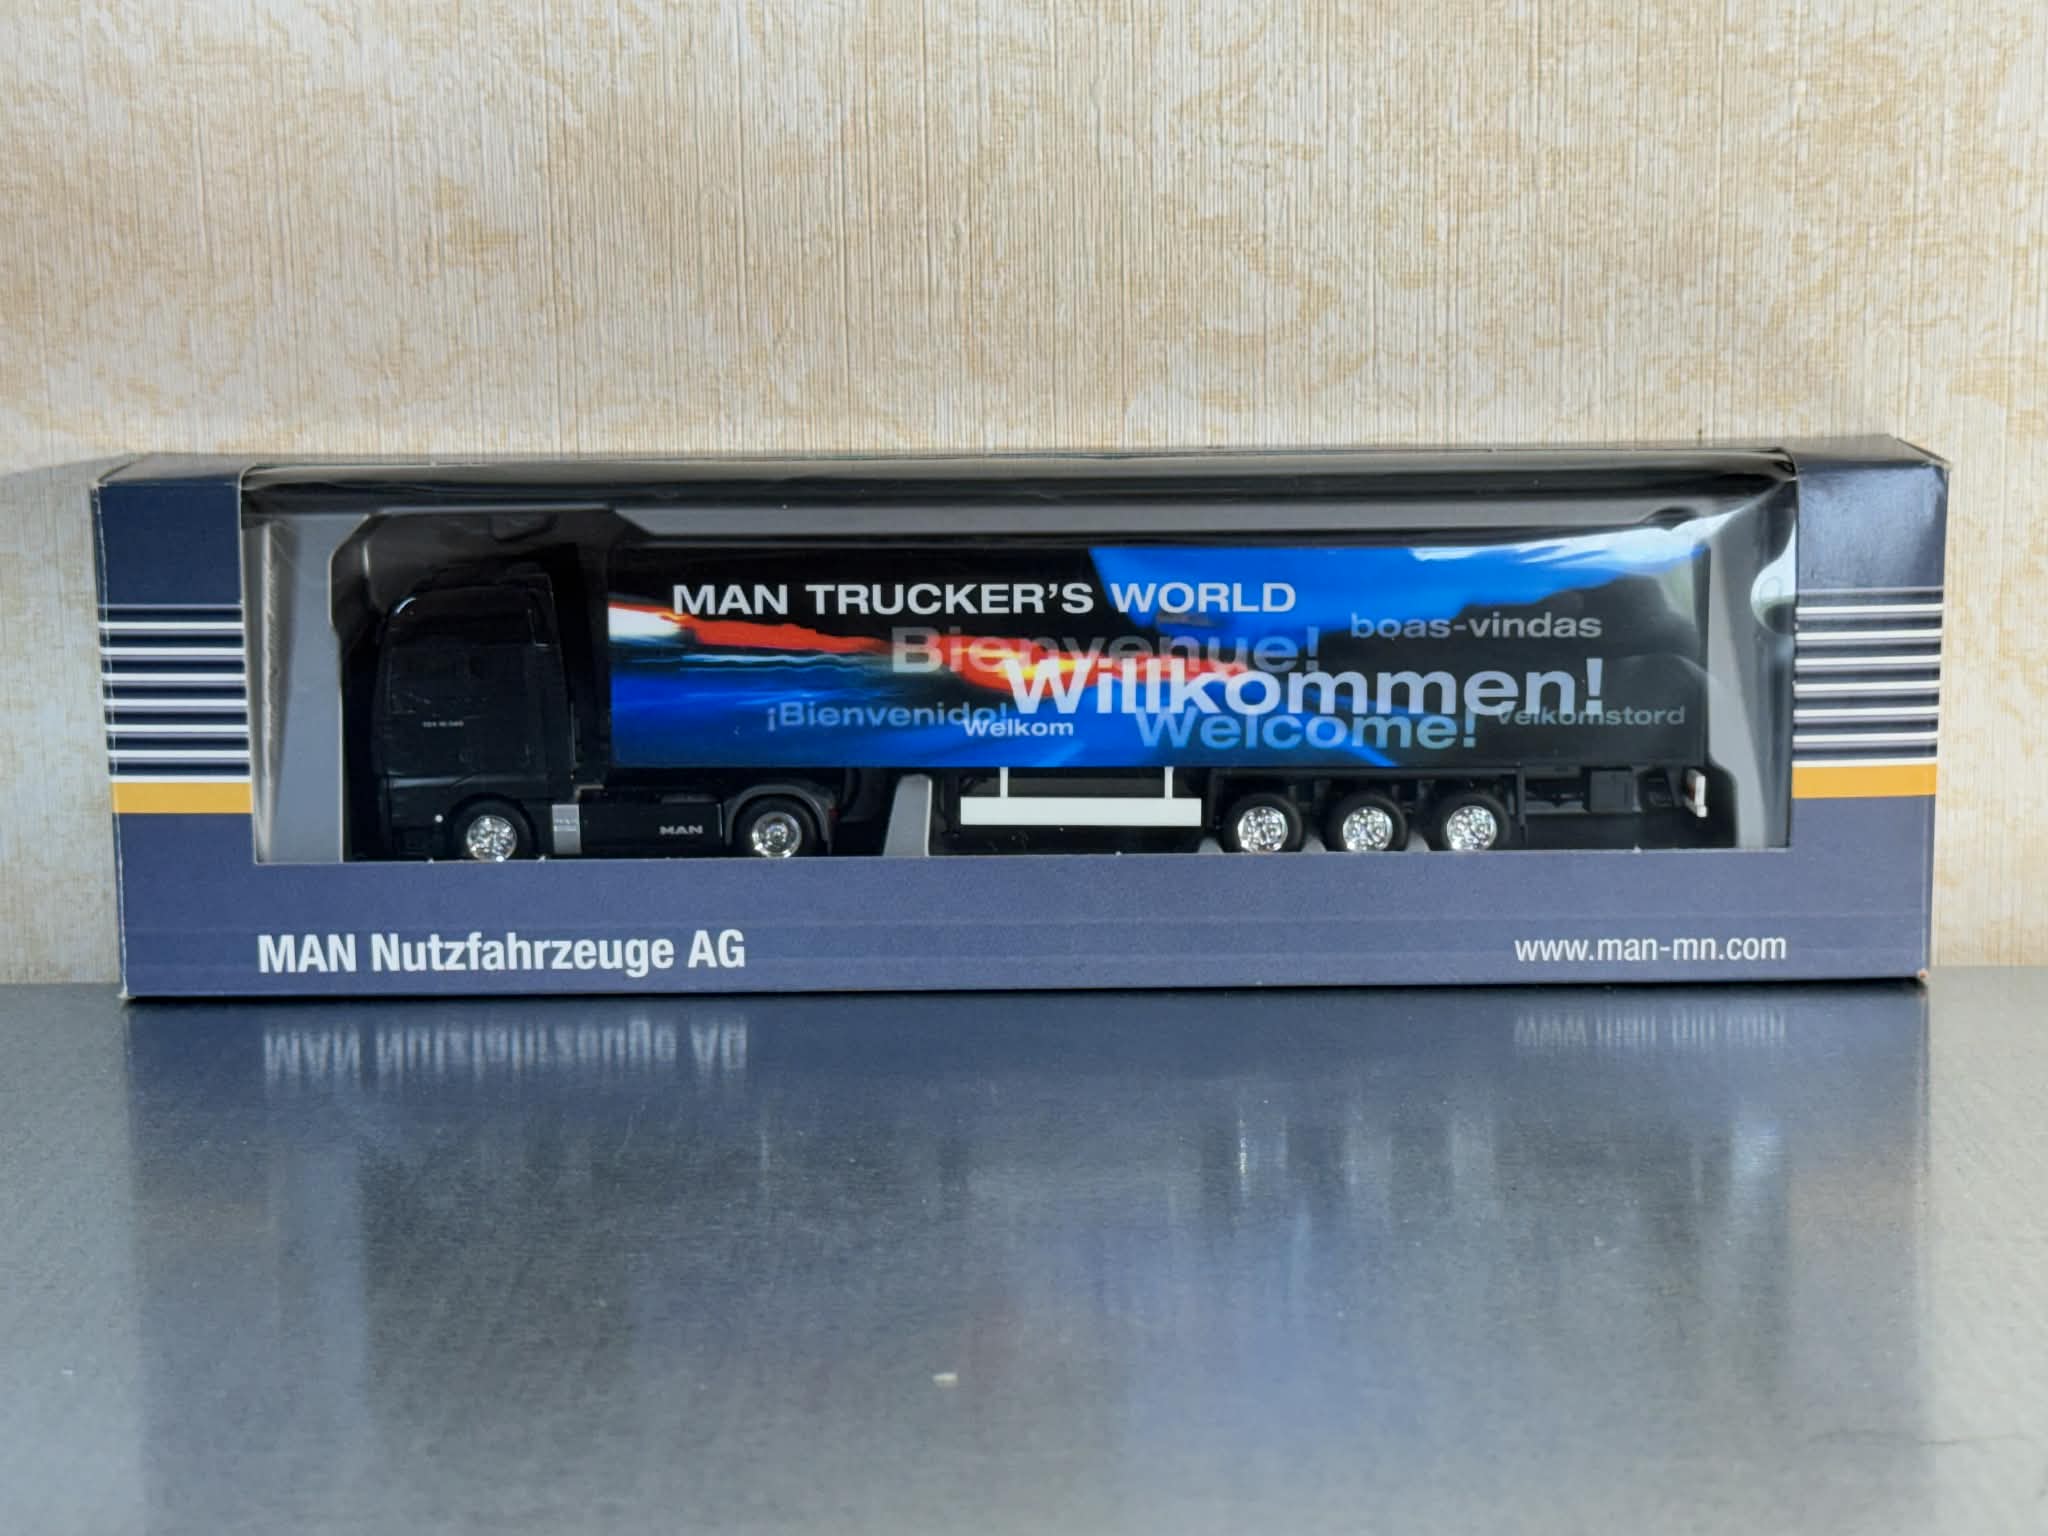 MAN TRUCKER'S WORLD
boas-vindas
Bienvenue!
Willkommen!
¡Bienvenido!
Welkom
Welcome!
Velkomstord
MAN
MAN Nutzfahrzeuge AG
www.man-mn.com